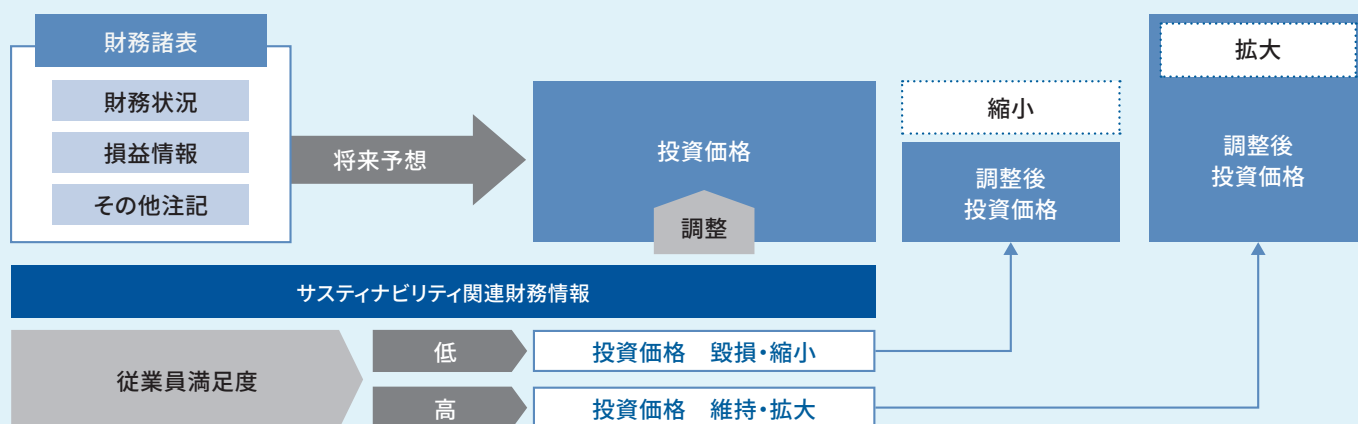 財務諸表
財務状況
損益情報
その他注記
将来予想
投資価格
調整
縮小
調整後
投資価格
拡大
調整後
投資価格
サスティナビリティ関連財務情報
従業員満足度
低
投資価格 毀損・縮小
高
投資価格 維持・拡大